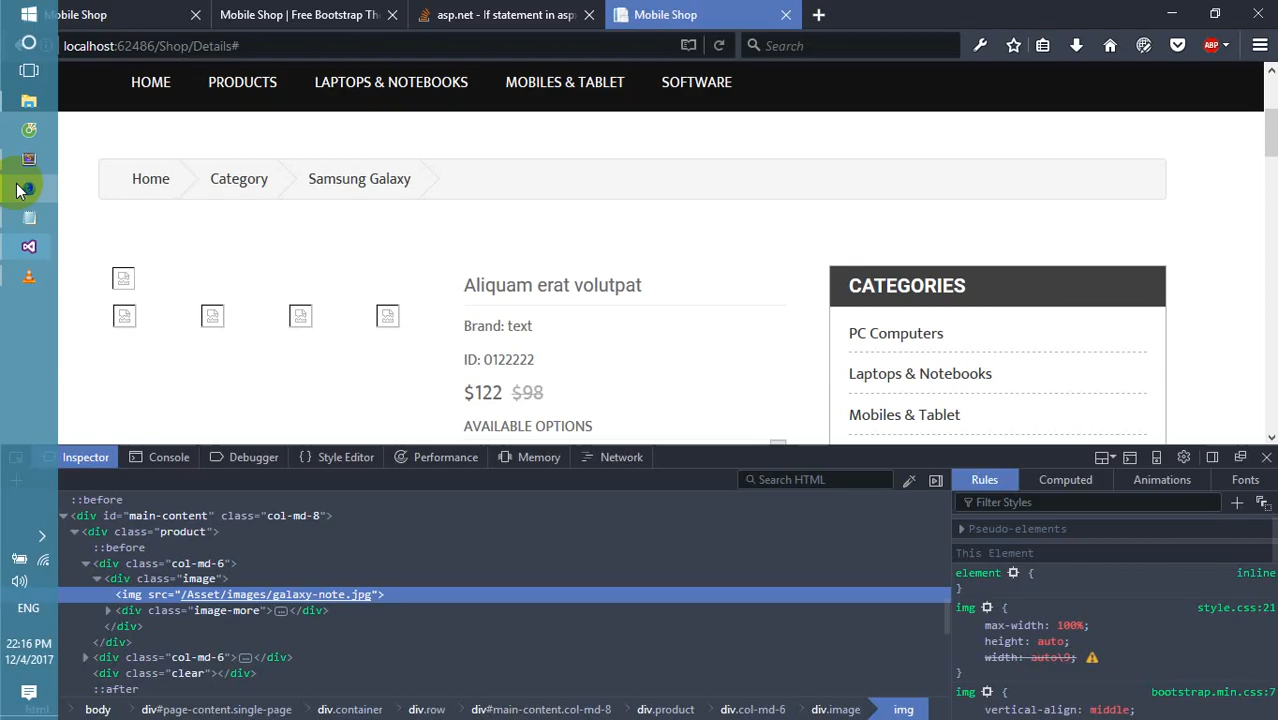 Mobile Shop
Mobile Shop | Free Bootstrap Th
asp.net - If statement in asp
Mobile Shop
localhost:62486/Shop/Details#
Search
ABP
HOME PRODUCTS LAPTOPS & NOTEBOOKS MOBILES & TABLET SOFTWARE
Home Category Samsung Galaxy
Aliquam erat volutpat
Brand: text
ID: 0122222
$122 $98
AVAILABLE OPTIONS
CATEGORIES
PC Computers
Laptops & Notebooks
Mobiles & Tablet
Inspector Console Debugger { } Style Editor Performance Memory Network
Search HTML
::before
<div id="main-content" class="col-md-8">
<div class="product">
::before
<div class="col-md-6">
<div class="image">
<img src="/Asset/images/galaxy-note.jpg">
<div class="image-more"></div>
</div>
</div>
<div class="col-md-6"></div>
<div class="clear"></div>
::after
html body div#page-content.single-page div.container div.row div#main-content.col-md-8 div.product div.col-md-6 div.image img
Rules Computed Animations Fonts
Filter Styles
Pseudo-elements
This Element
element { inline
}
img { style.css:21
max-width: 100%;
height: auto;
width: auto\9;
}
img { bootstrap.min.css:7
vertical-align: middle;
ENG
22:16 PM
12/4/2017